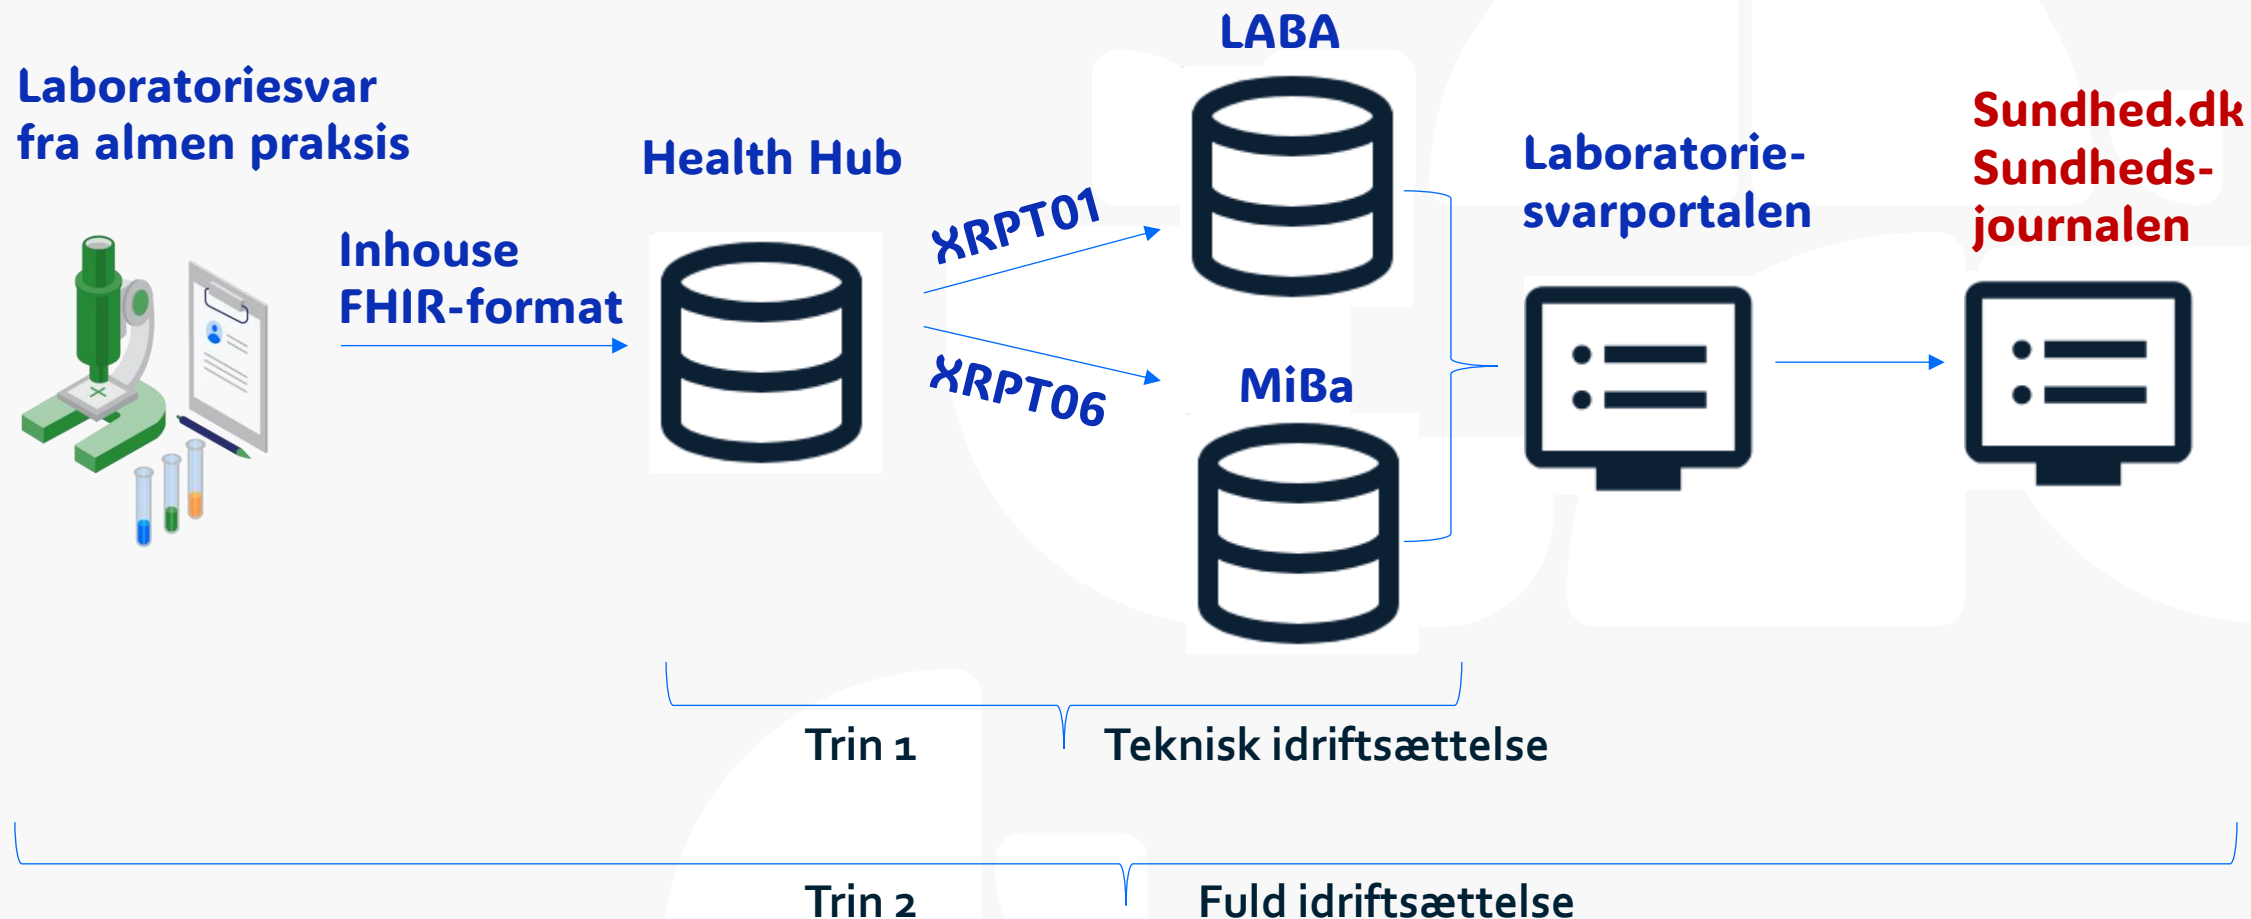 Laboratoriesvar
fra almen praksis
Inhouse
FHIR-format
Health Hub
XRPT01
XRPT06
LABA
MiBa
Laboratorie-
svarportalen
Sundhed.dk
Sundheds-
journalen
Trin 1
Teknisk idriftsættelse
Trin 2
Fuld idriftsættelse